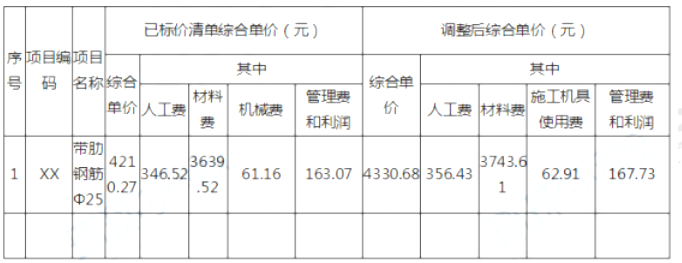 序号
项目编码
项目名称
已标价清单综合单价（元）
调整后综合单价（元）
综合单价
其中
综合单价
其中
人工费
材料费
机械费
管理费和利润
人工费
材料费
施工机具使用费
管理费和利润
1
XX
带肋钢筋Φ25
4210.27
346.52
3639.52
61.16
163.07
4330.68
356.43
3743.61
62.91
167.73